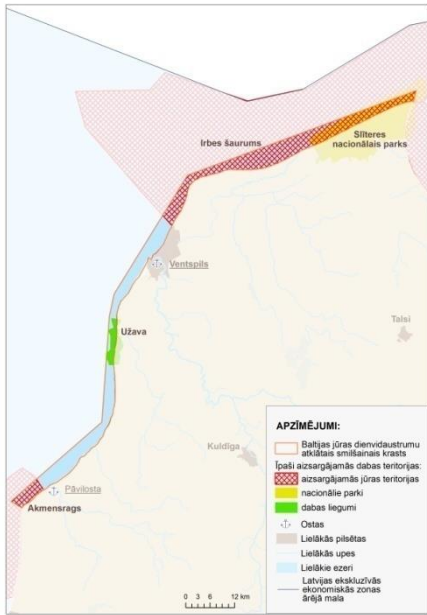 Irbes šaurums
Slīteres
nacionālais parks
Ventspils
Užava
Talsi
Kuldīga
Pāvilosta
Akmensrags
APZĪMĒJUMI:
Baltijas jūras dienvidaustrumu
atklātais smilšainais krasts
Īpaši aizsargājamās dabas teritorijas:
aizsargājamās jūras teritorijas
nacionālie parki
dabas liegumi
Ostas
Lielākās pilsētas
Lielākās upes
Lielākie ezeri
Latvijas ekskluzīvās
ekonomiskās zonas
ārējā mala
0 3 6 12 km